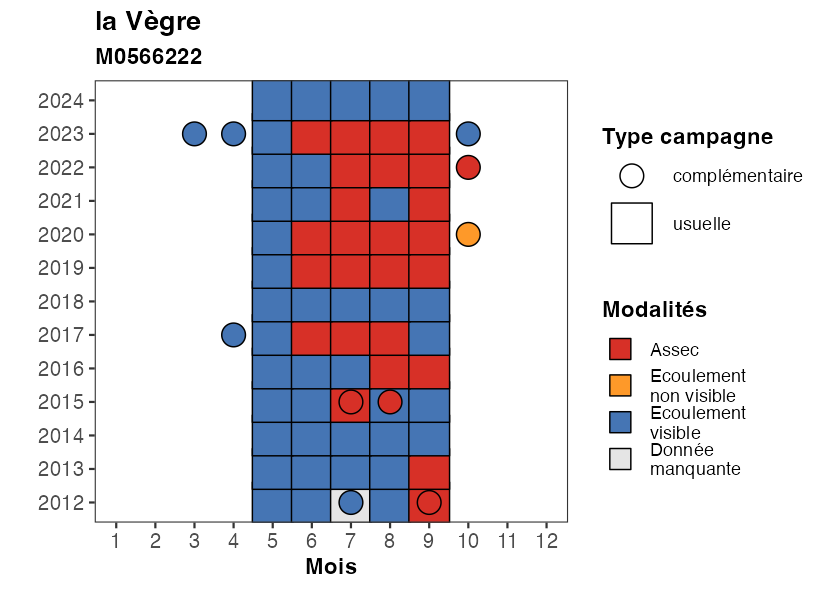 la Vègre
M0566222
2024
2023
2022
2021
2020
2019
2018
2017
2016
2015
2014
2013
2012
1 2 3 4 5 6 7 8 9 10 11 12
Mois
Type campagne
complémentaire
usuelle
Modalités
Assec
Ecoulement
non visible
Ecoulement
visible
Donnée
manquante